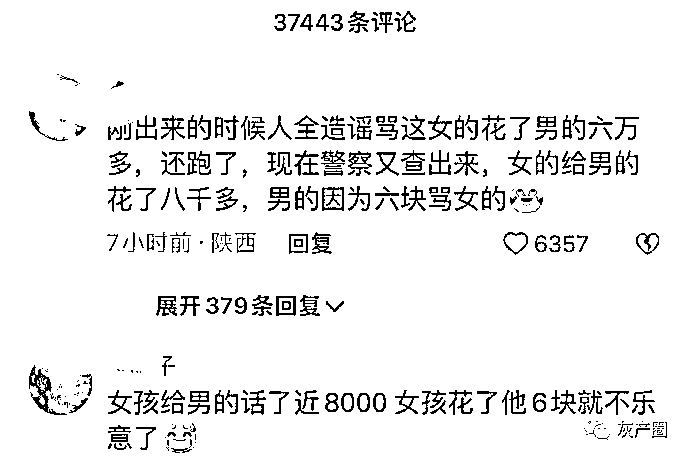 37443条评论
刚出来的时候人全造谣骂这女的花了男的六万
多，还跑了，现在警察又查出来，女的给男的
花了八千多，男的因为六块骂女的
7小时前·陕西 回复 6357
展开379条回复
子
女孩给男的话了近8000 女孩花了他6块就不乐
意了
灰产圈